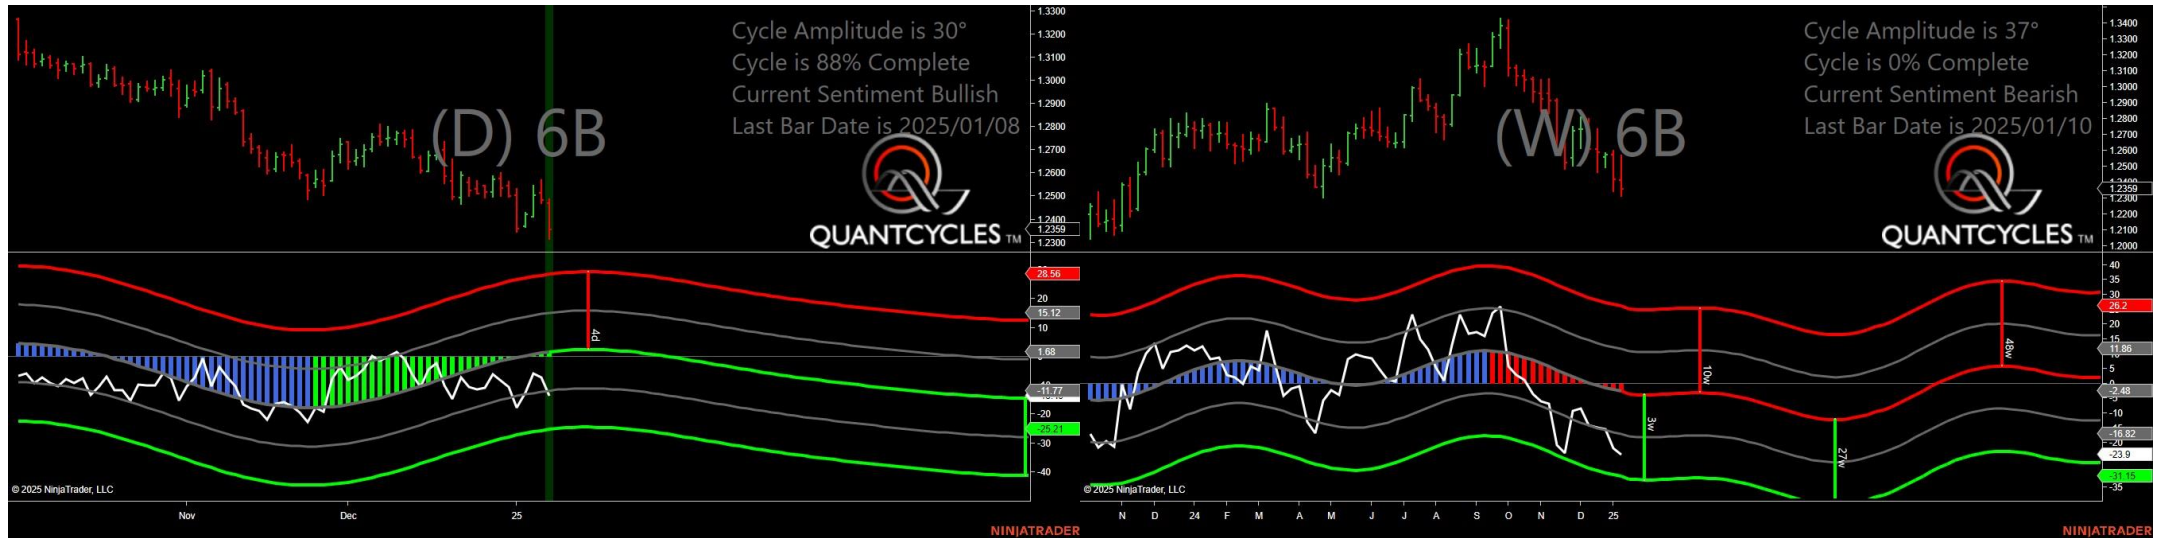 Cycle Amplitude is 30°
Cycle is 88% Complete
Current Sentiment Bullish
Last Bar Date is 2025/01/08
(D) 6B
QUANTCYCLES TM
1.3300
1.3200
1.3100
1.3000
1.2900
1.2800
1.2700
1.2600
1.2500
1.2400
1.2359
1.2300
28.56
20
15.12
10
1.68
-11.77
-20
-25.21
-30
-40
4d
© 2025 NinjaTrader, LLC
Nov
Dec
25
NINJATRADER
Cycle Amplitude is 37°
Cycle is 0% Complete
Current Sentiment Bearish
Last Bar Date is 2025/01/10
(W) 6B
QUANTCYCLES TM
1.3400
1.3300
1.3200
1.3100
1.3000
1.2900
1.2800
1.2700
1.2600
1.2500
1.2359
1.2300
1.2200
1.2100
1.2000
40
35
30
26.2
20
15
11.86
5
-2.48
-10
-16.82
-23.9
-31.15
-35
3w
10w
27w
48w
© 2025 NinjaTrader, LLC
N D 24 F M A M J J A S O N D 25
NINJATRADER